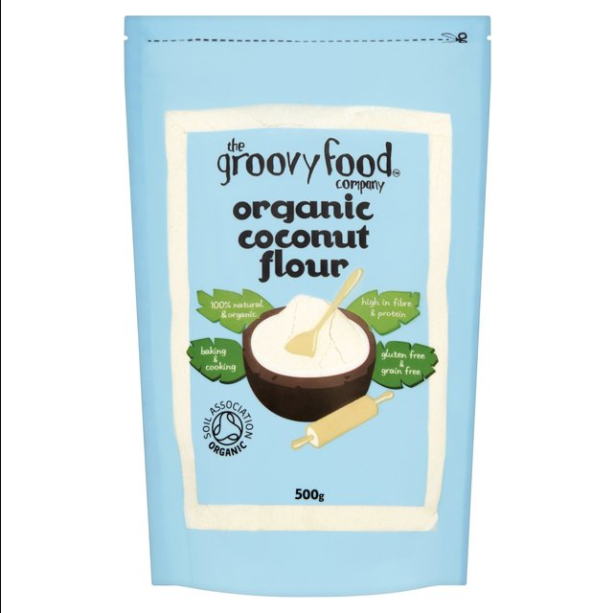 the
groovy food
company
organic
coconut
flour
100% natural
& organic
high in fibre
& protein
baking
&
cooking
gluten free
&
grain free
SOIL ASSOCIATION
ORGANIC
500g